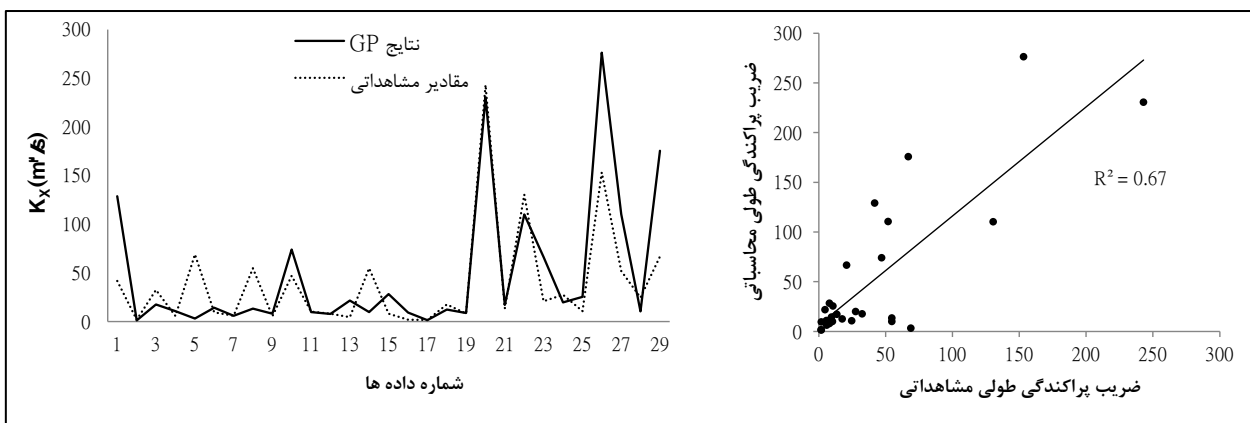 نتایج GP
مقادیر مشاهداتی
300
250
200
150
100
50
0
Kx(m²/s)
1 3 5 7 9 11 13 15 17 19 21 23 25 27 29
شماره داده ها
ضریب پراکندگی طولی محاسباتی
300
250
200
150
100
50
0
R² = 0.67
0 50 100 150 200 250 300
ضریب پراکندگی طولی مشاهداتی